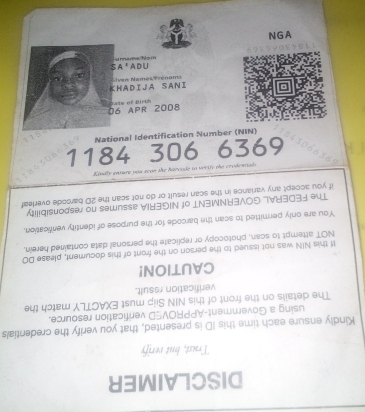 NGA
Surname/Nom
SA'ADU
Given Names/Prenoms
KHADIJA SANI
Date of Birth
06 APR 2008
National Identification Number (NIN)
1184 306 6369
Kindly ensure you scan the barcode to verify the credentials
DISCLAIMER
Trust, but verify
Kindly ensure each time this ID is presented, that you verify the credentials
using a Government-APPROVED verification resource.
The details on the front of this NIN Slip must EXACTLY match the
verification result.
CAUTION!
If this NIN was not issued to the person on the front of this document, please DO
NOT attempt to scan, photocopy or replicate the personal data contained herein.
You are only permitted to scan the barcode for the purpose of identity verification.
The FEDERAL GOVERNMENT of NIGERIA assumes no responsibility
if you accept any variance in the scan result or do not scan the 2D barcode overleaf